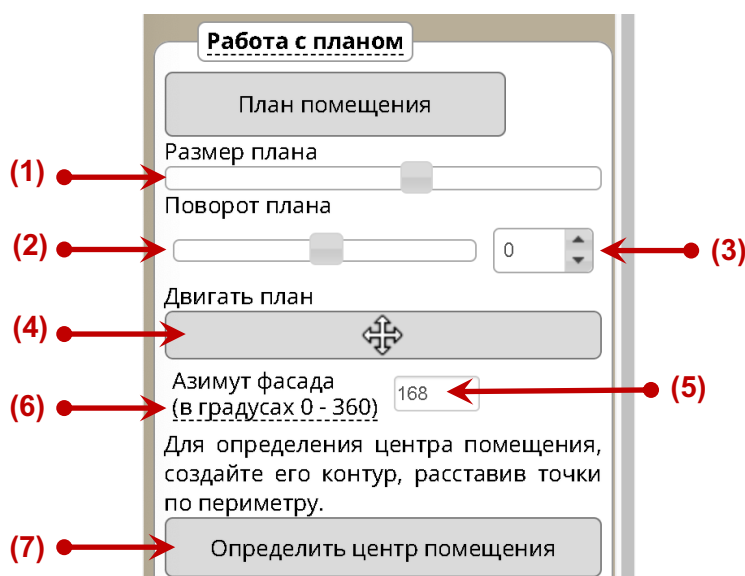 Работа с планом
План помещения
Размер плана
(1)
Поворот плана
(2) 0 (3)
Двигать план
(4)
Азимут фасада
168 (5)
(6) (в градусах 0 - 360)
Для определения центра помещения,
создайте его контур, расставив точки
по периметру.
(7) Определить центр помещения